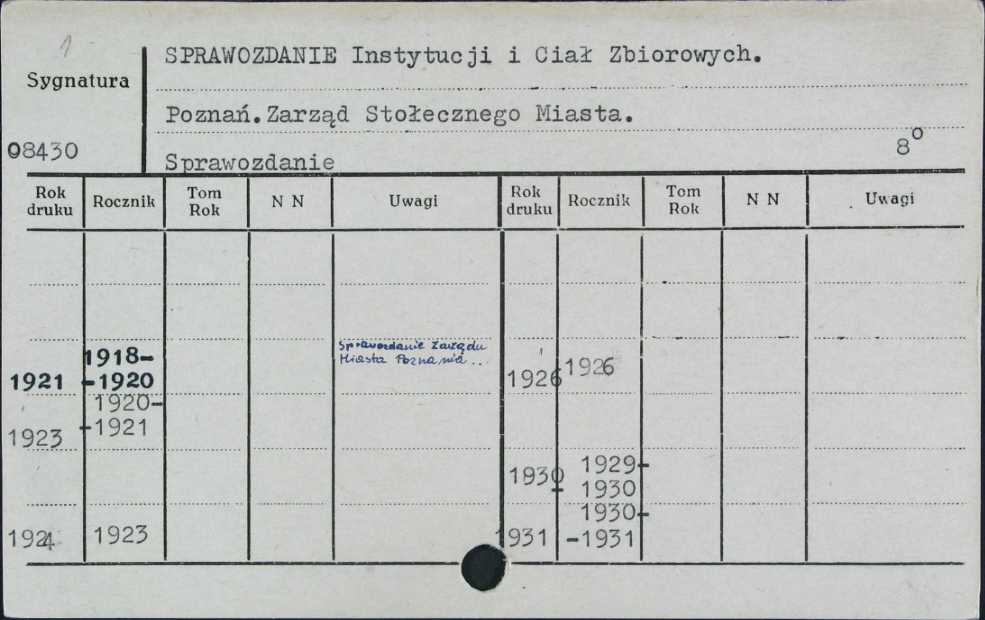 1
SPRAWOZDANIE Instytucji i Ciał Zbiorowych.
Sygnatura
Poznań.Zarząd Stołecznego Miasta.
08430
8º
Sprawozdanie
Rok druku Rocznik Tom Rok N N Uwagi Rok druku Rocznik Tom Rok N N Uwagi
Sprawozdanie Zarządu
Miasta Poznania..
1918-
1921 -1920
1920-
1923 -1921
1924 1923
1926 1926
1930 1929-
- 1930
1930-
1931 -1931